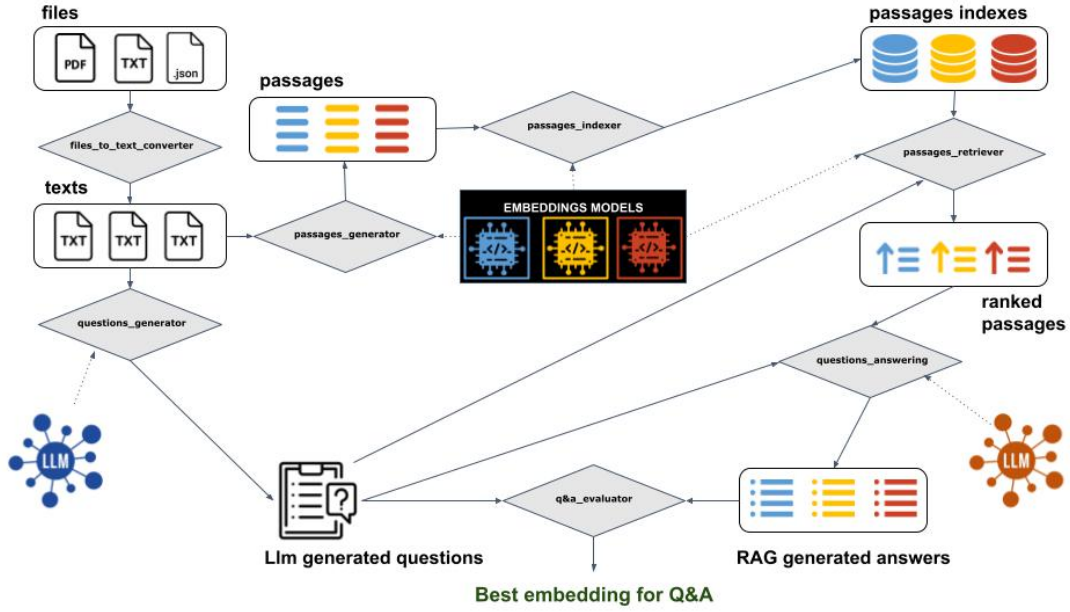 files
PDF
TXT
.json
files_to_text_converter
texts
TXT
TXT
TXT
questions_generator
LLM
passages
passages_generator
passages_indexer
EMBEDDINGS MODELS
</>
</>
</>
passages indexes
passages_retriever
ranked
passages
questions_answering
LLM
?
Llm generated questions
q&a_evaluator
RAG generated answers
Best embedding for Q&A